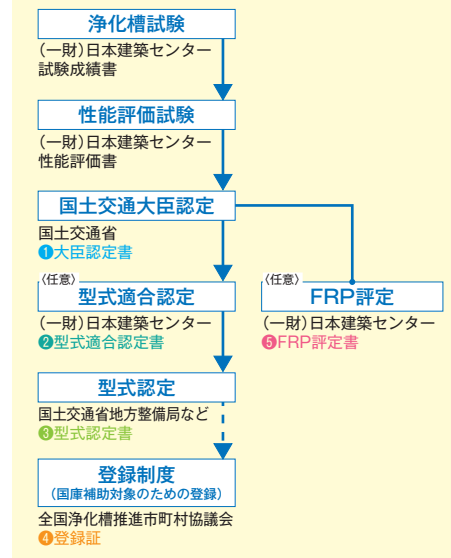 浄化槽試験
(一財)日本建築センター
試験成績書
性能評価試験
(一財)日本建築センター
性能評価書
国土交通大臣認定
国土交通省
❶大臣認定書
〈任意〉
型式適合認定
(一財)日本建築センター
❷型式適合認定書
〈任意〉
FRP評定
(一財)日本建築センター
❺FRP評定書
型式認定
国土交通省地方整備局など
❸型式認定書
登録制度
(国庫補助対象のための登録)
全国浄化槽推進市町村協議会
❹登録証